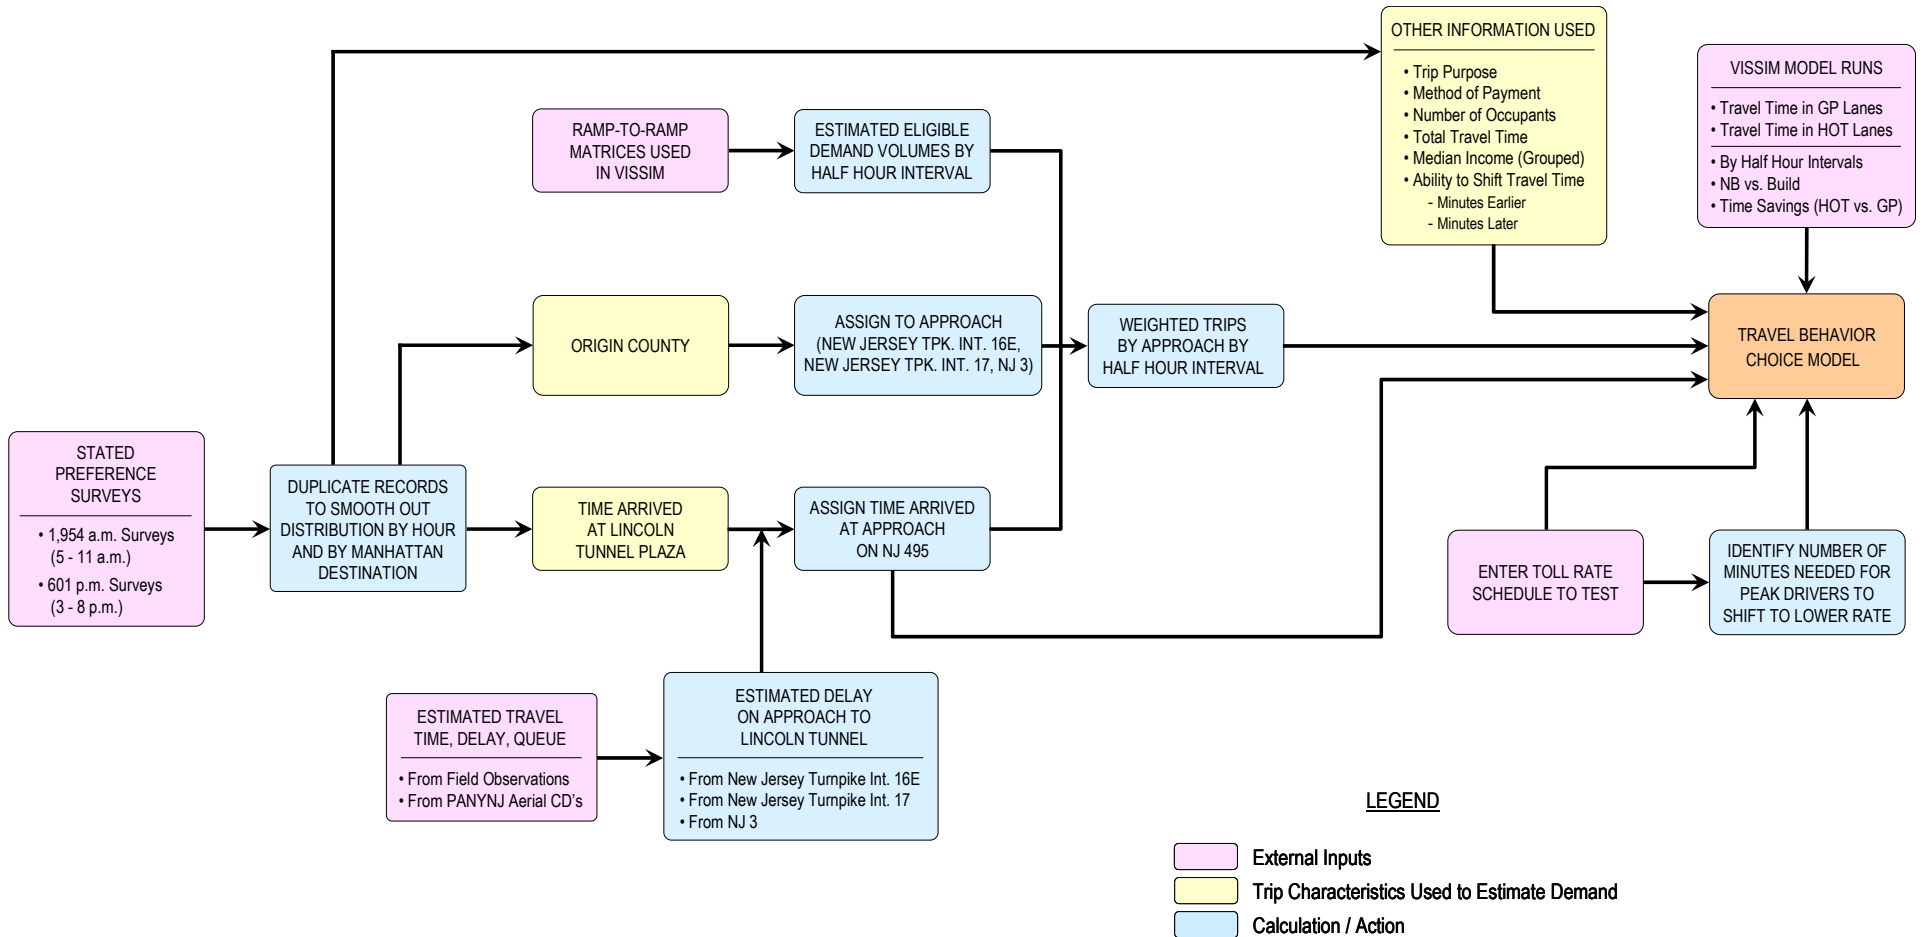 OTHER INFORMATION USED
• Trip Purpose
• Method of Payment
• Number of Occupants
• Total Travel Time
• Median Income (Grouped)
• Ability to Shift Travel Time
- Minutes Earlier
- Minutes Later
VISSIM MODEL RUNS
• Travel Time in GP Lanes
• Travel Time in HOT Lanes
• By Half Hour Intervals
• NB vs. Build
• Time Savings (HOT vs. GP)
RAMP-TO-RAMP
MATRICES USED
IN VISSIM
ESTIMATED ELIGIBLE
DEMAND VOLUMES BY
HALF HOUR INTERVAL
ORIGIN COUNTY
ASSIGN TO APPROACH
(NEW JERSEY TPK. INT. 16E,
NEW JERSEY TPK. INT. 17, NJ 3)
WEIGHTED TRIPS
BY APPROACH BY
HALF HOUR INTERVAL
TRAVEL BEHAVIOR
CHOICE MODEL
STATED
PREFERENCE
SURVEYS
• 1,954 a.m. Surveys
(5 - 11 a.m.)
• 601 p.m. Surveys
(3 - 8 p.m.)
DUPLICATE RECORDS
TO SMOOTH OUT
DISTRIBUTION BY HOUR
AND BY MANHATTAN
DESTINATION
TIME ARRIVED
AT LINCOLN
TUNNEL PLAZA
ASSIGN TIME ARRIVED
AT APPROACH
ON NJ 495
ENTER TOLL RATE
SCHEDULE TO TEST
IDENTIFY NUMBER OF
MINUTES NEEDED FOR
PEAK DRIVERS TO
SHIFT TO LOWER RATE
ESTIMATED TRAVEL
TIME, DELAY, QUEUE
• From Field Observations
• From PANYNJ Aerial CD's
ESTIMATED DELAY
ON APPROACH TO
LINCOLN TUNNEL
• From New Jersey Turnpike Int. 16E
• From New Jersey Turnpike Int. 17
• From NJ 3
LEGEND
External Inputs
Trip Characteristics Used to Estimate Demand
Calculation / Action